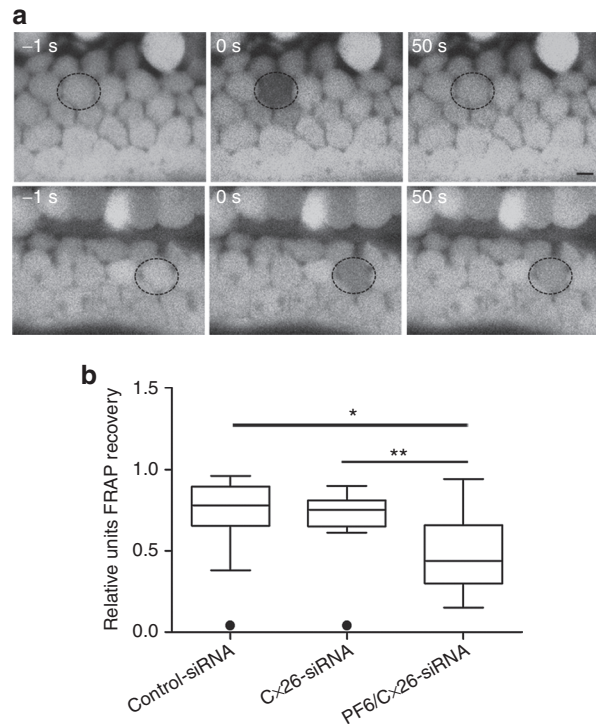 a
−1 s
0 s
50 s
−1 s
0 s
50 s
b
Relative units FRAP recovery
1.5
1.0
0.5
0.0
*
**
Control-siRNA
Cx26-siRNA
PF6/Cx26-siRNA